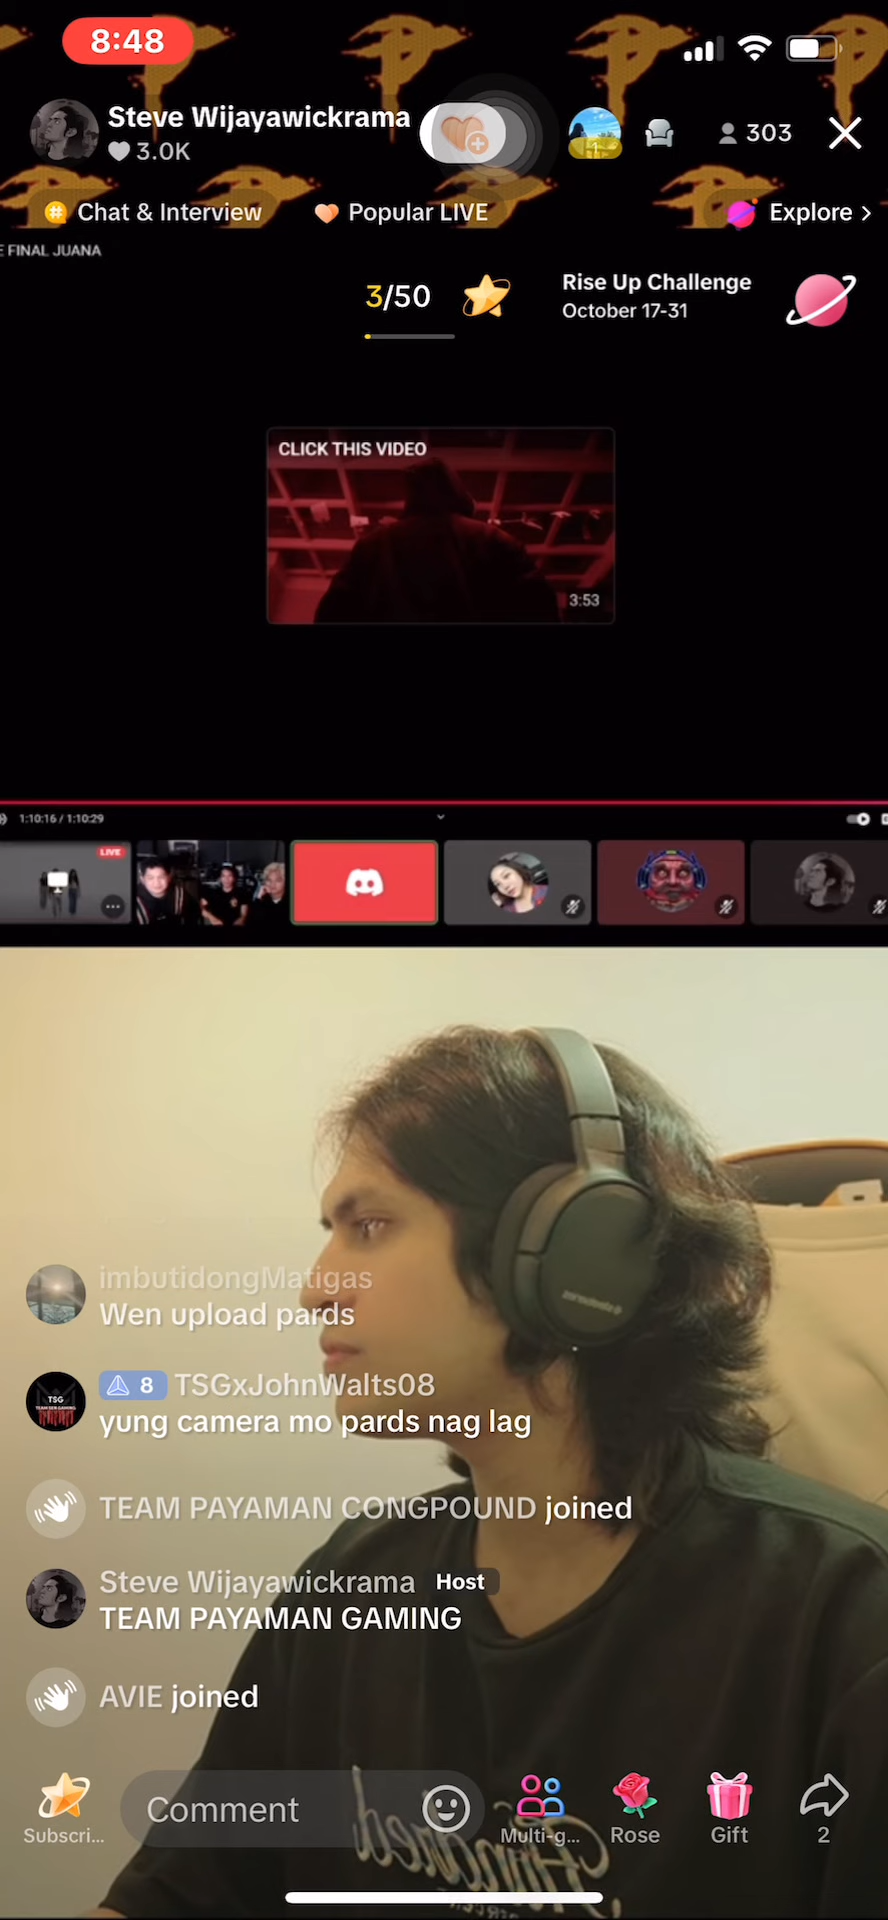 8:48
Steve Wijayawickrama
3.0K
1
303
Chat & Interview
Popular LIVE
Explore >
E FINAL JUANA
3/50
Rise Up Challenge
October 17-31
CLICK THIS VIDEO
3:53
1:10:16 / 1:10:29
LIVE
imbutidongMatigas
Wen upload pards
TSG
8 TSGxJohnWalts08
yung camera mo pards nag lag
TEAM PAYAMAN CONGPOUND joined
Steve Wijayawickrama Host
TEAM PAYAMAN GAMING
AVIE joined
Comment
Subscri...
Multi-g...
Rose
Gift
2